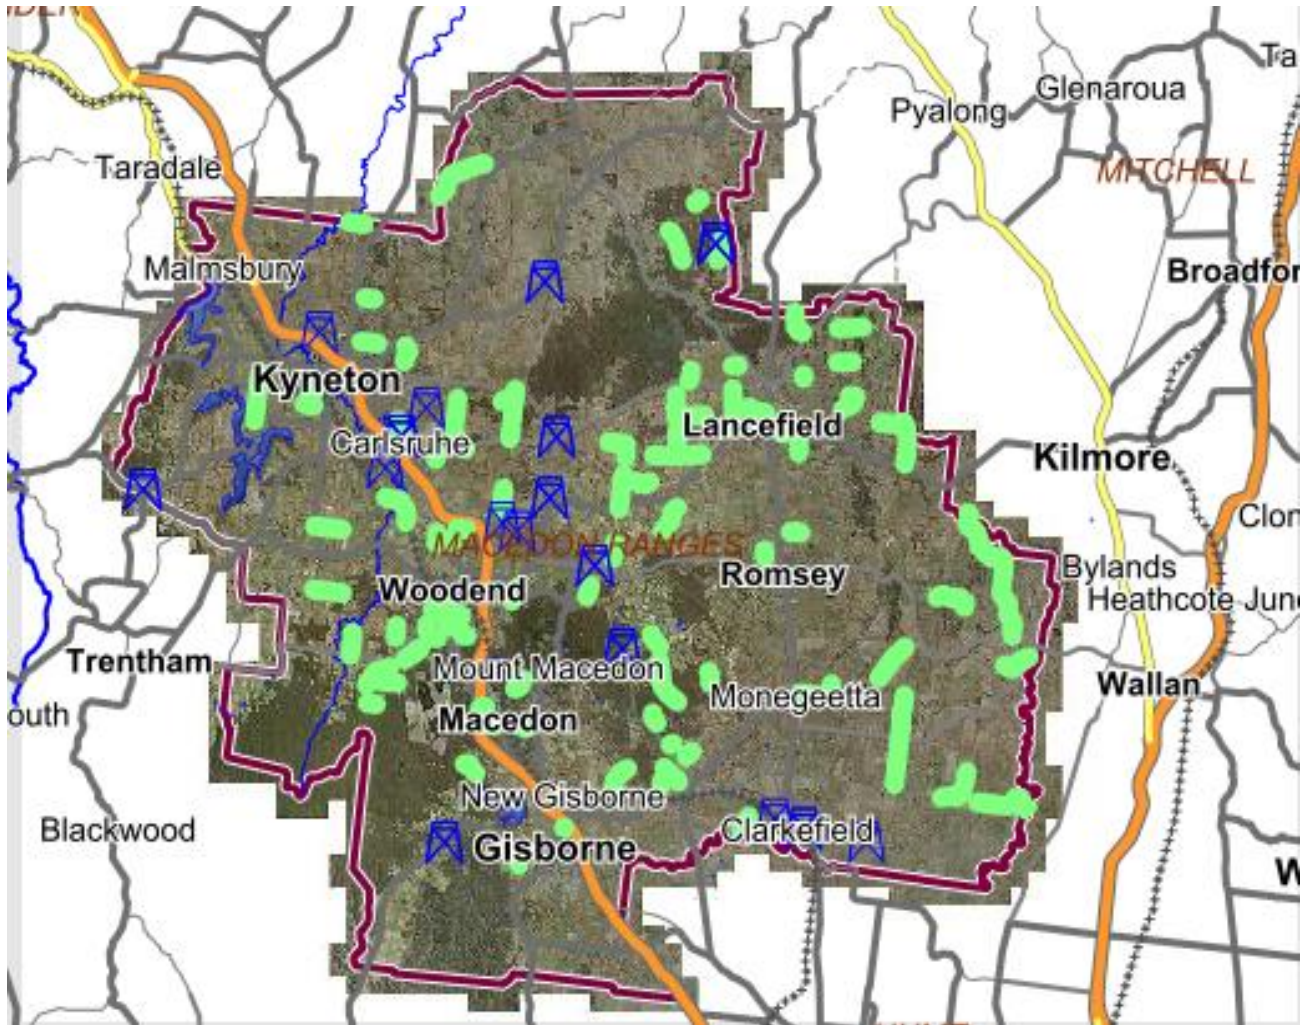 Ta
Glenaroua
Pyalong
Taradale
MITCHELL
Malmsbury
Broadfor
Kyneton
Carlsruhe
Lancefield
Kilmore
Clon
MACEDON RANGES
Bylands
Romsey
Woodend
Heathcote Junc
Trentham
Mount Macedon
Wallan
Monegeetta
outh
Macedon
New Gisborne
Blackwood
Clarkefield
Gisborne
W